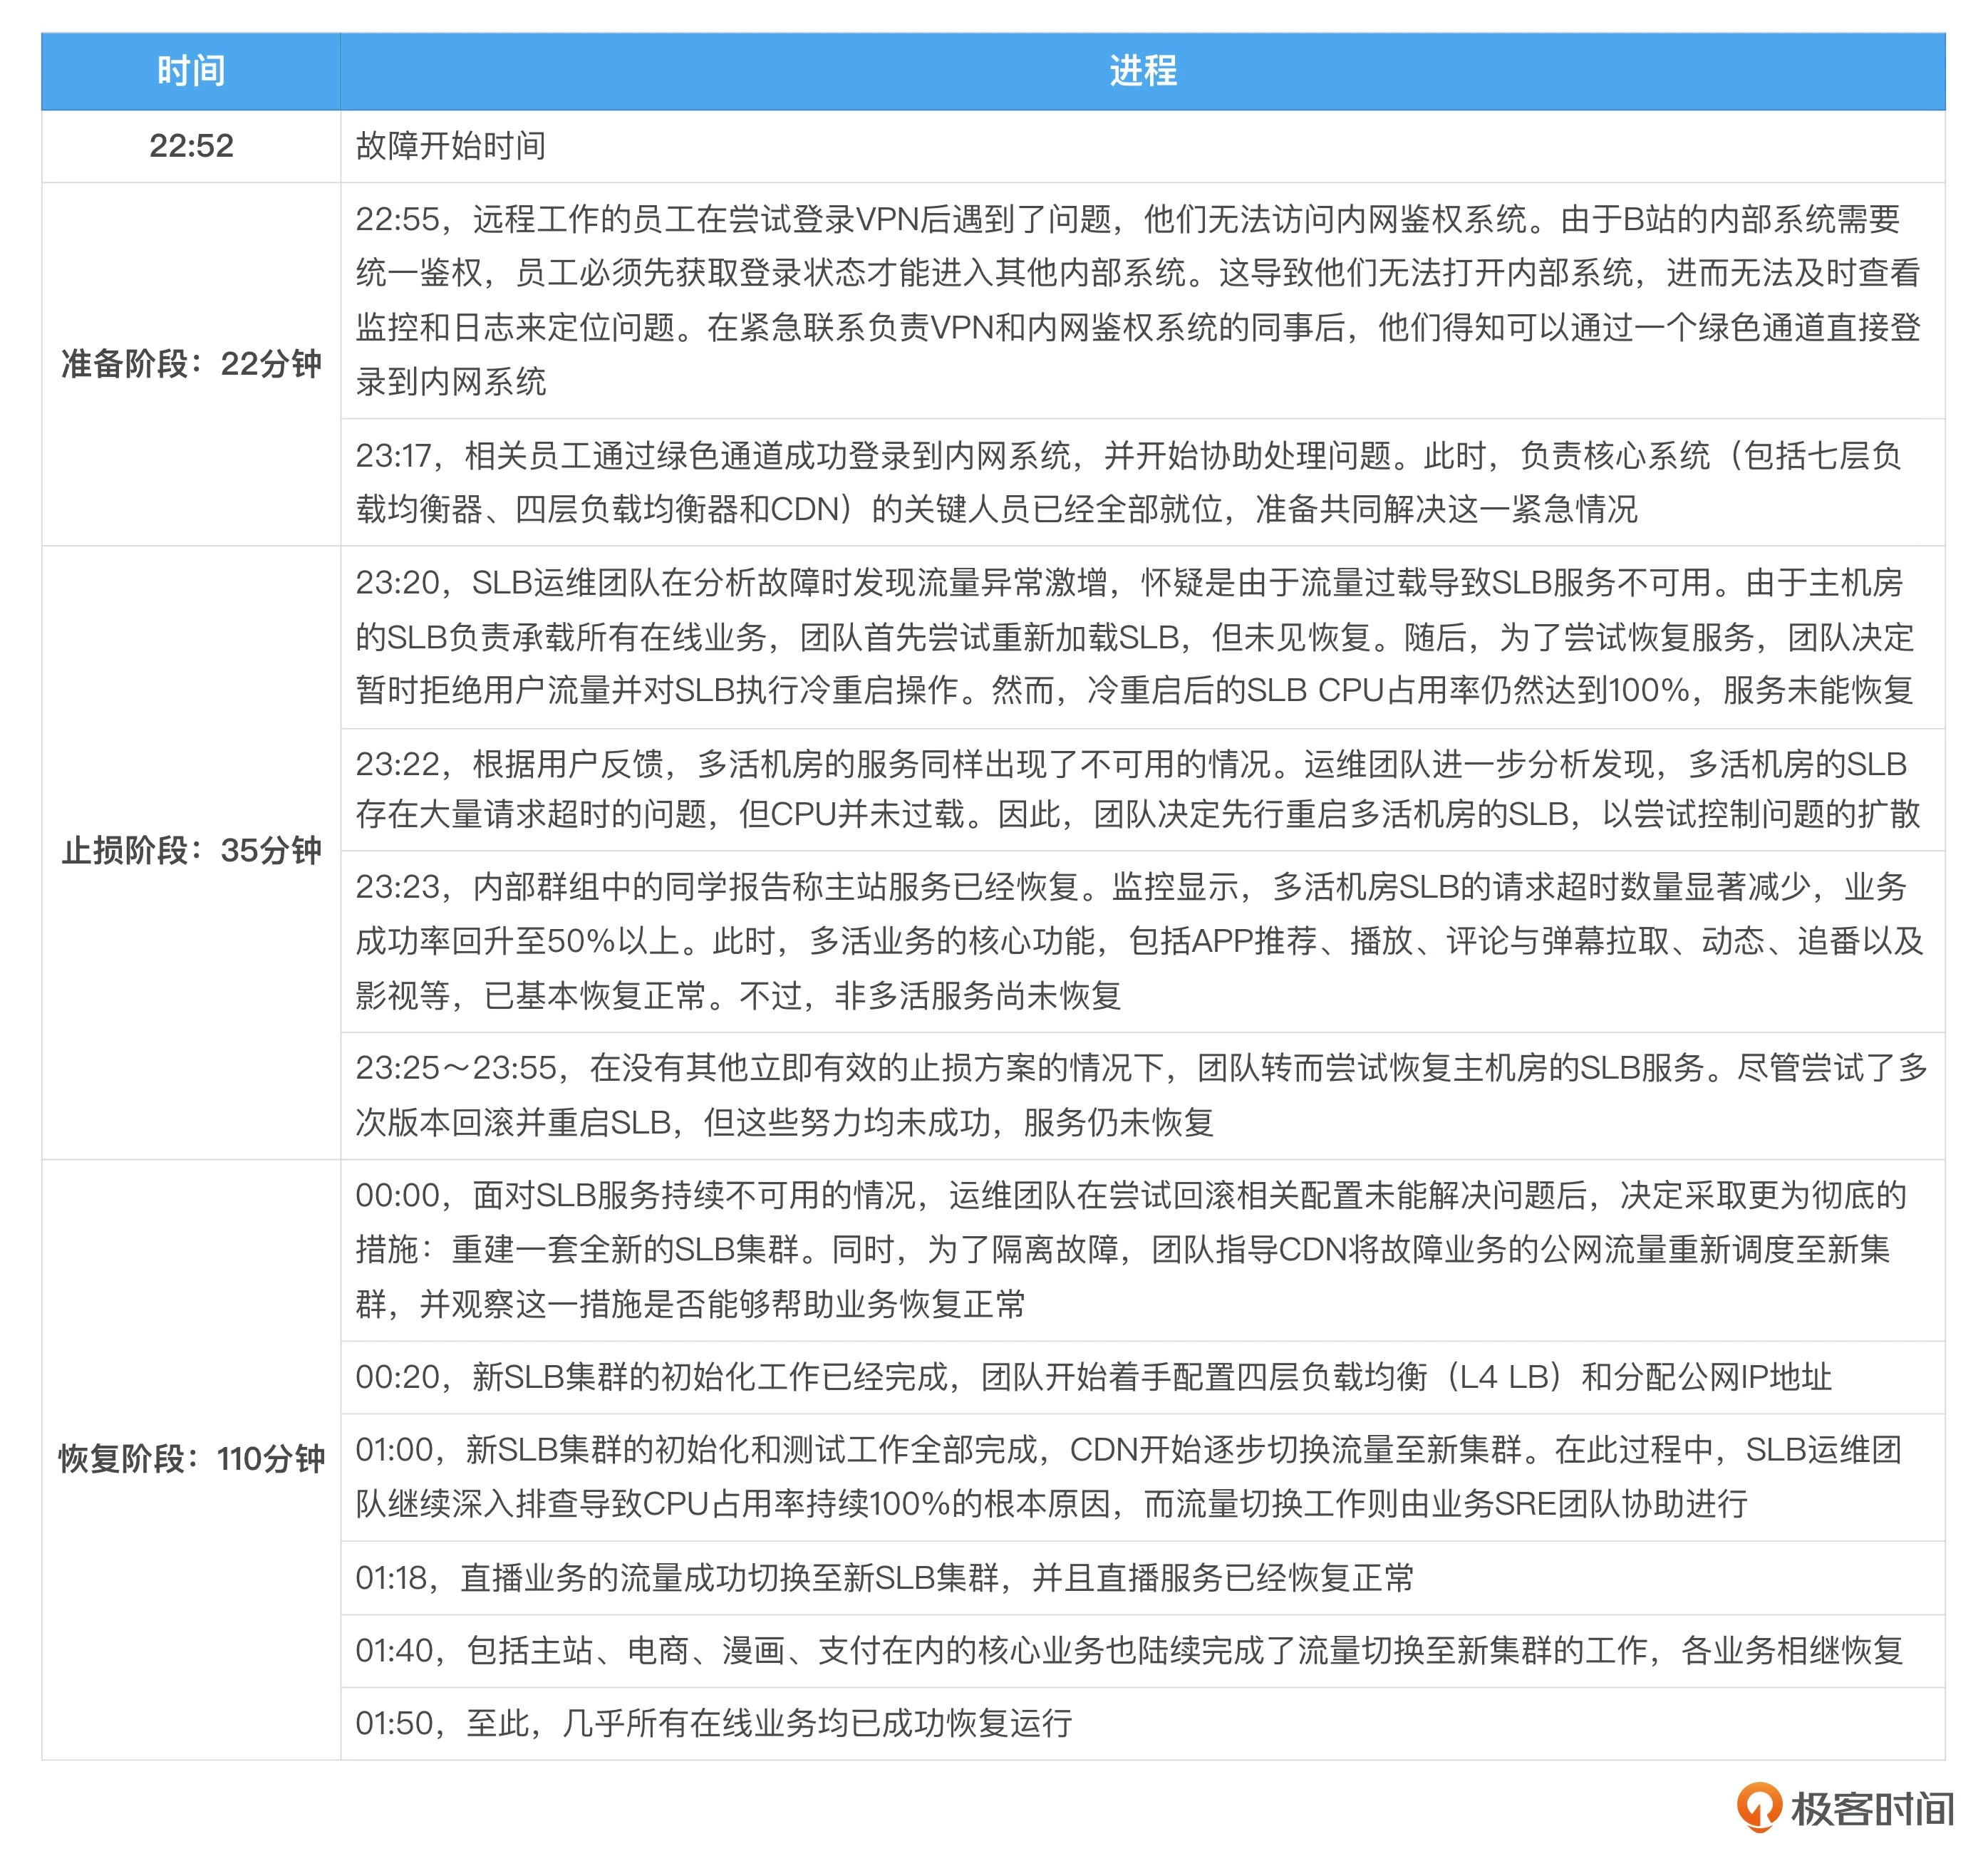 时间
进程
22:52
故障开始时间
准备阶段：22分钟
22:55，远程工作的员工在尝试登录VPN后遇到了问题，他们无法访问内网鉴权系统。由于B站的内部系统需要
统一鉴权，员工必须先获取登录状态才能进入其他内部系统。这导致他们无法打开内部系统，进而无法及时查看
监控和日志来定位问题。在紧急联系负责VPN和内网鉴权系统的同事后，他们得知可以通过一个绿色通道直接登
录到内网系统
23:17，相关员工通过绿色通道成功登录到内网系统，并开始协助处理问题。此时，负责核心系统（包括七层负
载均衡器、四层负载均衡器和CDN）的关键人员已经全部就位，准备共同解决这一紧急情况
止损阶段：35分钟
23:20，SLB运维团队在分析故障时发现流量异常激增，怀疑是由于流量过载导致SLB服务不可用。由于主机房
的SLB负责承载所有在线业务，团队首先尝试重新加载SLB，但未见恢复。随后，为了尝试恢复服务，团队决定
暂时拒绝用户流量并对SLB执行冷重启操作。然而，冷重启后的SLB CPU占用率仍然达到100%，服务未能恢复
23:22，根据用户反馈，多活机房的服务同样出现了不可用的情况。运维团队进一步分析发现，多活机房的SLB
存在大量请求超时的问题，但CPU并未过载。因此，团队决定先行重启多活机房的SLB，以尝试控制问题的扩散
23:23，内部群组中的同学报告称主站服务已经恢复。监控显示，多活机房SLB的请求超时数量显著减少，业务
成功率回升至50%以上。此时，多活业务的核心功能，包括APP推荐、播放、评论与弹幕拉取、动态、追番以及
影视等，已基本恢复正常。不过，非多活服务尚未恢复
23:25～23:55，在没有其他立即有效的止损方案的情况下，团队转而尝试恢复主机房的SLB服务。尽管尝试了多
次版本回滚并重启SLB，但这些努力均未成功，服务仍未恢复
恢复阶段：110分钟
00:00，面对SLB服务持续不可用的情况，运维团队在尝试回滚相关配置未能解决问题后，决定采取更为彻底的
措施：重建一套全新的SLB集群。同时，为了隔离故障，团队指导CDN将故障业务的公网流量重新调度至新集
群，并观察这一措施是否能够帮助业务恢复正常
00:20，新SLB集群的初始化工作已经完成，团队开始着手配置四层负载均衡（L4 LB）和分配公网IP地址
01:00，新SLB集群的初始化和测试工作全部完成，CDN开始逐步切换流量至新集群。在此过程中，SLB运维团
队继续深入排查导致CPU占用率持续100%的根本原因，而流量切换工作则由业务SRE团队协助进行
01:18，直播业务的流量成功切换至新SLB集群，并且直播服务已经恢复正常
01:40，包括主站、电商、漫画、支付在内的核心业务也陆续完成了流量切换至新集群的工作，各业务相继恢复
01:50，至此，几乎所有在线业务均已成功恢复运行
极客时间